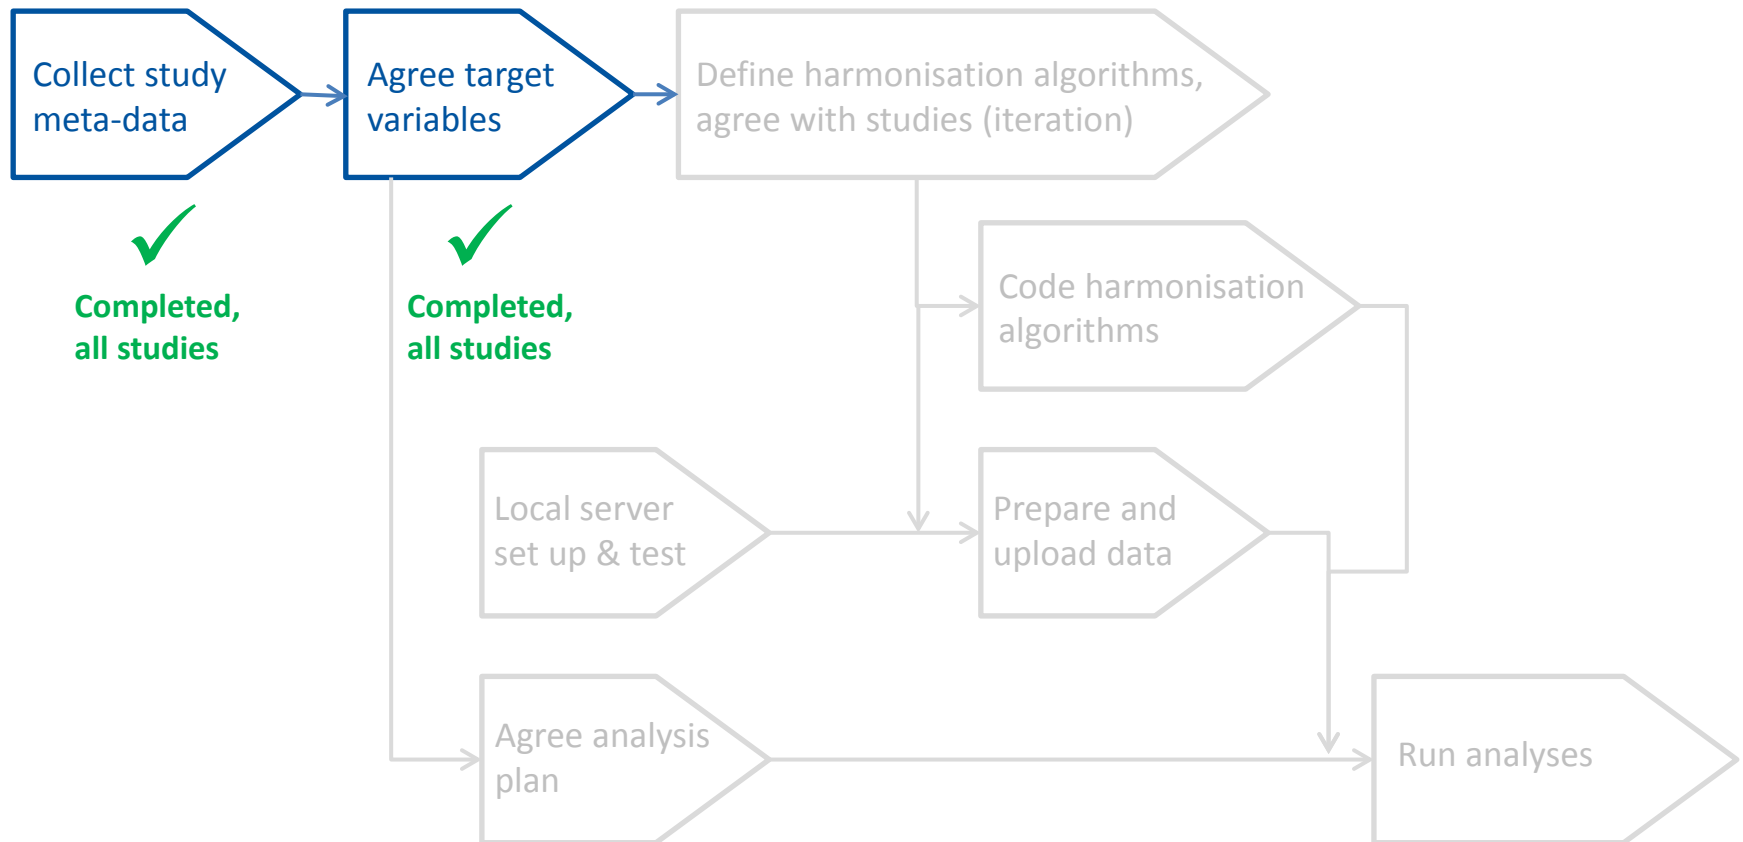 Collect study
meta-data
Agree target
variables
Define harmonisation algorithms,
agree with studies (iteration)
Completed,
all studies
Completed,
all studies
Code harmonisation
algorithms
Local server
set up & test
Prepare and
upload data
Agree analysis
plan
Run analyses